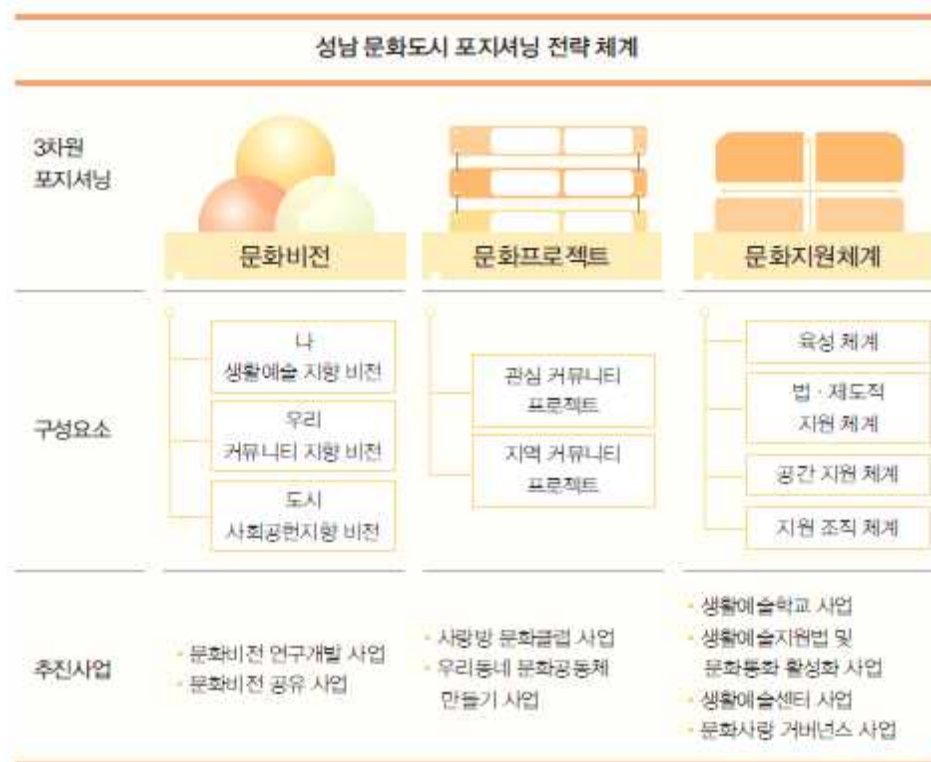 성남 문화도시 포지셔닝 전략 체계
3차원
포지셔닝
문화비전
문화프로젝트
문화지원체계
구성요소
나
생활예술 지향 비전
우리
커뮤니티 지향 비전
도시
사회공헌지향 비전
관심 커뮤니티
프로젝트
지역 커뮤니티
프로젝트
육성 체계
법 · 제도적
지원 체계
공간 지원 체계
지원 조직 체계
추진사업
• 문화비전 연구개발 사업
• 문화비전 공유 사업
• 사랑방 문화클럽 사업
• 우리동네 문화공동체
만들기 사업
• 생활예술학교 사업
• 생활예술지원법 및
문화통화 활성화 사업
• 생활예술센터 사업
• 문화사랑 거버넌스 사업